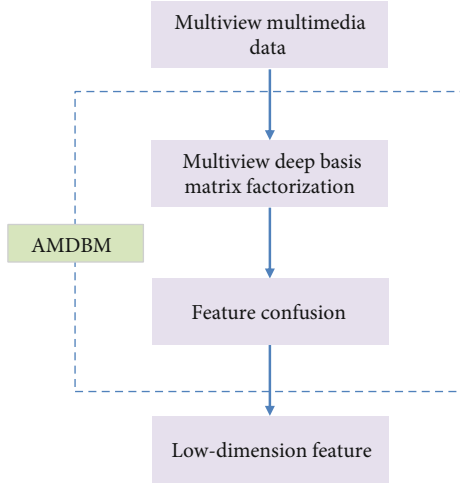 Multiview multimedia
data
Multiview deep basis
matrix factorization
AMDBM
Feature confusion
Low-dimension feature